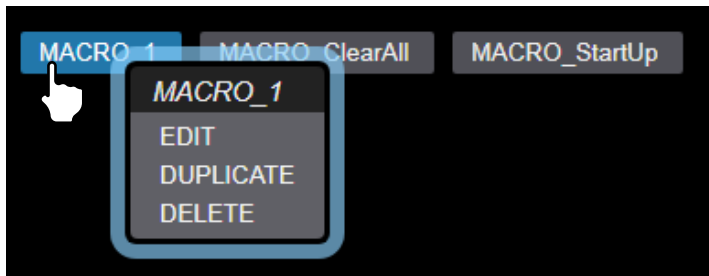 MACRO_1 MACRO_ClearAll MACRO_StartUp
MACRO_1
EDIT
DUPLICATE
DELETE